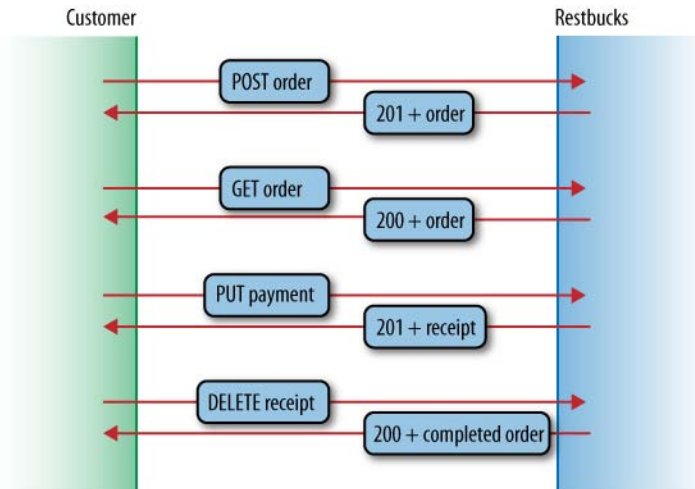 Customer
Restbucks
POST order
201 + order
GET order
200 + order
PUT payment
201 + receipt
DELETE receipt
200 + completed order